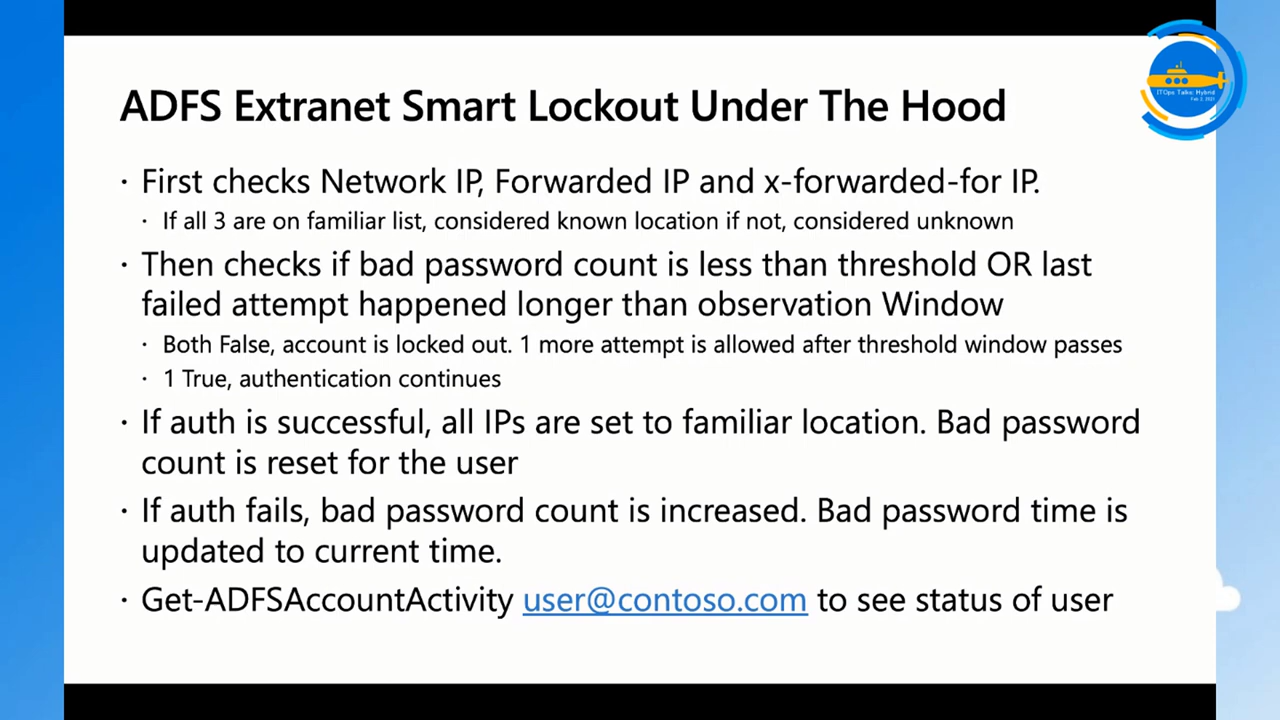 ADFS Extranet Smart Lockout Under The Hood
ITOps Talks: Hybrid
Feb 2, 2021
· First checks Network IP, Forwarded IP and x-forwarded-for IP.
· If all 3 are on familiar list, considered known location if not, considered unknown
· Then checks if bad password count is less than threshold OR last
failed attempt happened longer than observation Window
· Both False, account is locked out. 1 more attempt is allowed after threshold window passes
· 1 True, authentication continues
· If auth is successful, all IPs are set to familiar location. Bad password
count is reset for the user
· If auth fails, bad password count is increased. Bad password time is
updated to current time.
· Get-ADFSAccountActivity user@contoso.com to see status of user